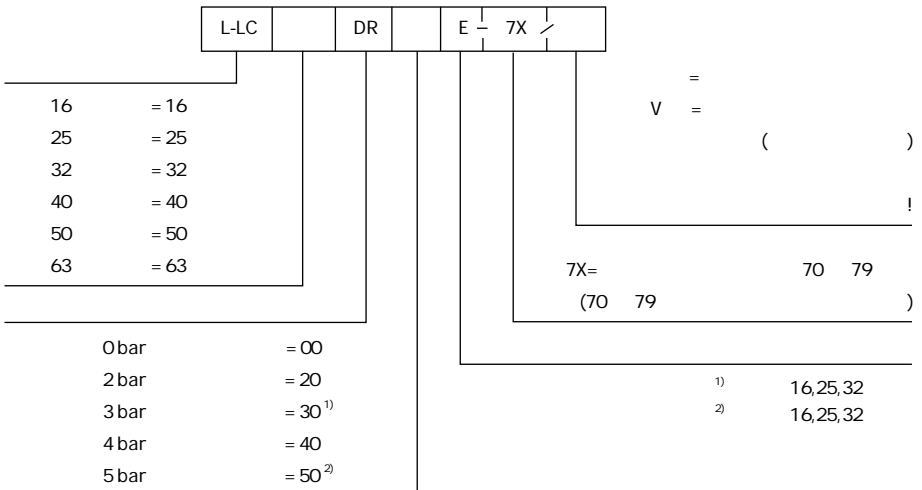 L-LC DR E - 7X /
16 = 16
25 = 25
32 = 32
40 = 40
50 = 50
63 = 63
=
V =
( )
!
7X= 70 79
(70 79 )
0 bar = 00
2 bar = 20
3 bar = 30 1)
4 bar = 40
5 bar = 50 2)
1) 16,25,32
2) 16,25,32